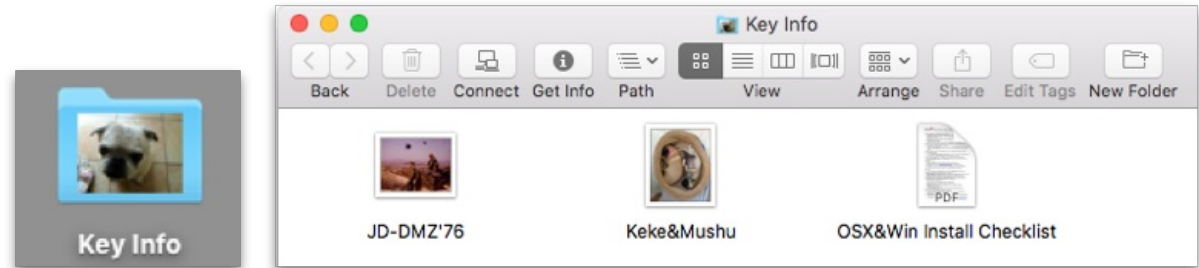 Key Info
Key Info
Back Delete Connect Get Info Path View Arrange Share Edit Tags New Folder
PDF
JD-DMZ'76 Keke&Mushu OSX&Win Install Checklist